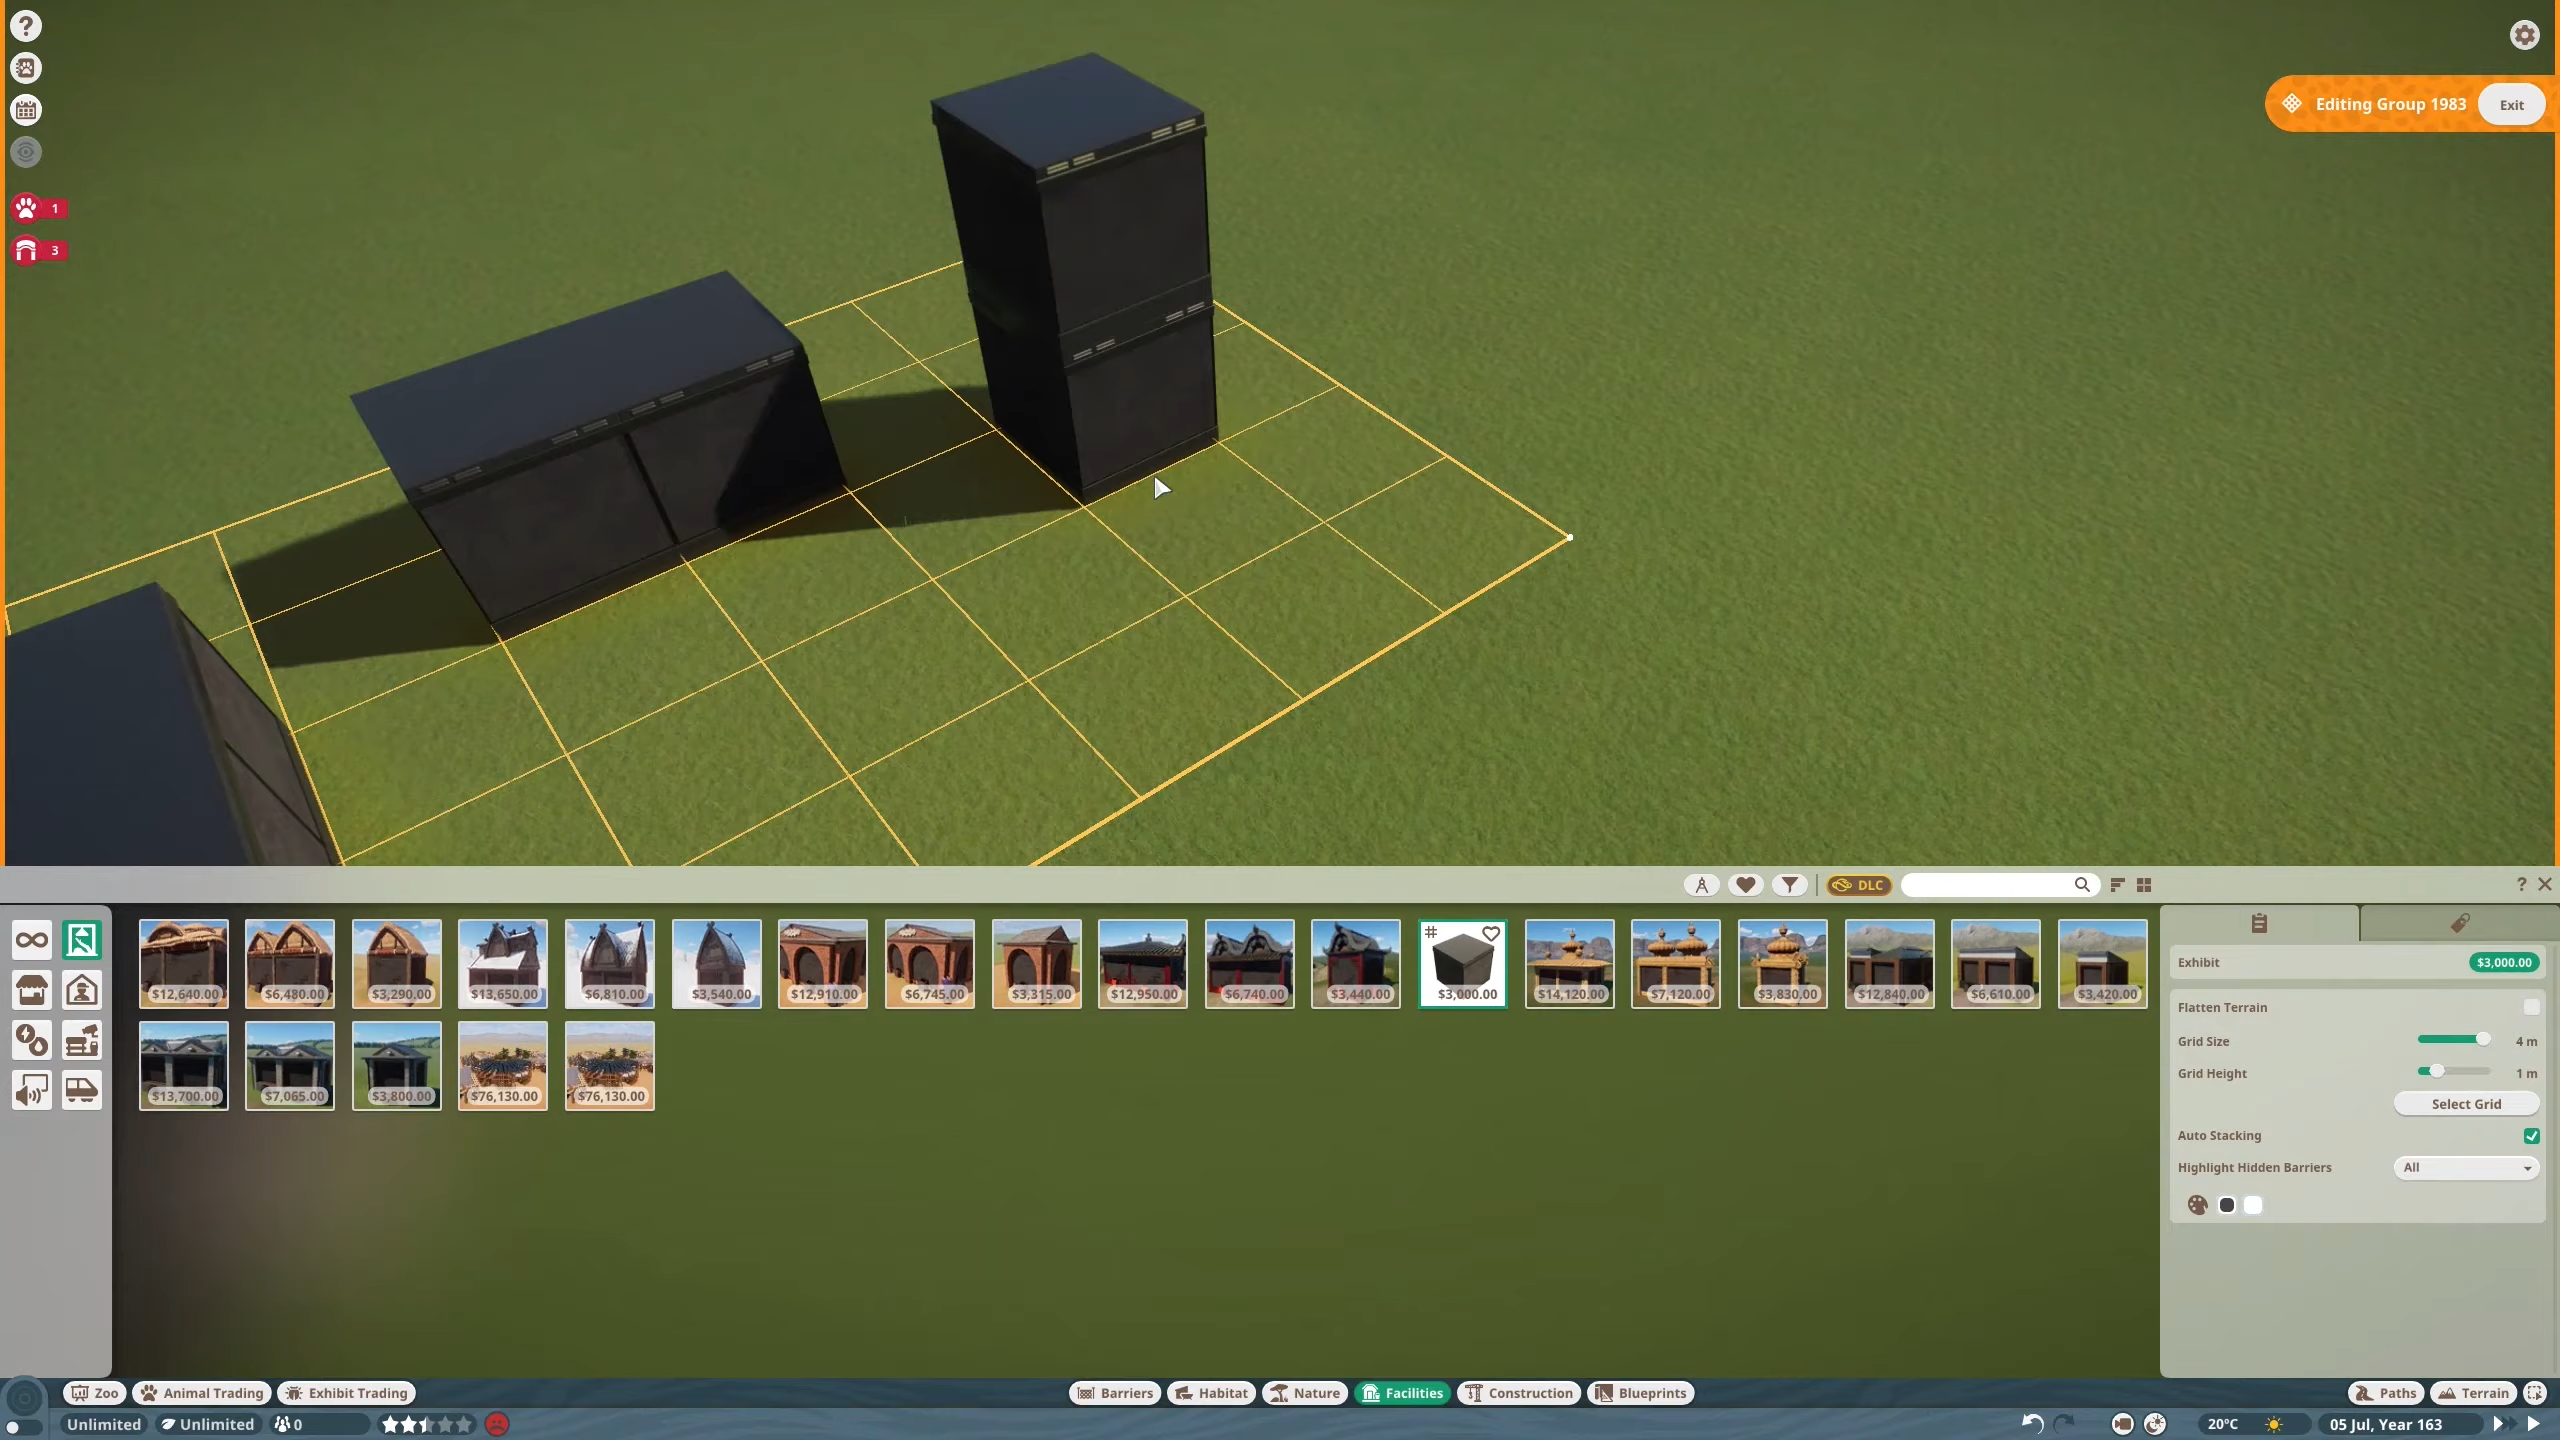 ?
Editing Group 1983 Exit
1
3
DLC
?
$12,640.00 $6,480.00 $3,290.00 $13,650.00 $6,810.00 $3,540.00 $12,910.00 $6,745.00 $3,315.00 $12,950.00 $6,740.00 $3,440.00 $3,000.00 $14,120.00 $7,120.00 $3,830.00 $12,840.00 $6,610.00 $3,420.00
$13,700.00 $7,065.00 $3,800.00 $76,130.00 $76,130.00
Exhibit $3,000.00
Flatten Terrain
Grid Size 4 m
Grid Height 1 m
Select Grid
Auto Stacking
Highlight Hidden Barriers All
Zoo Animal Trading Exhibit Trading Barriers Habitat Nature Facilities Construction Blueprints Paths Terrain
Unlimited Unlimited 0 20°C 05 Jul, Year 163